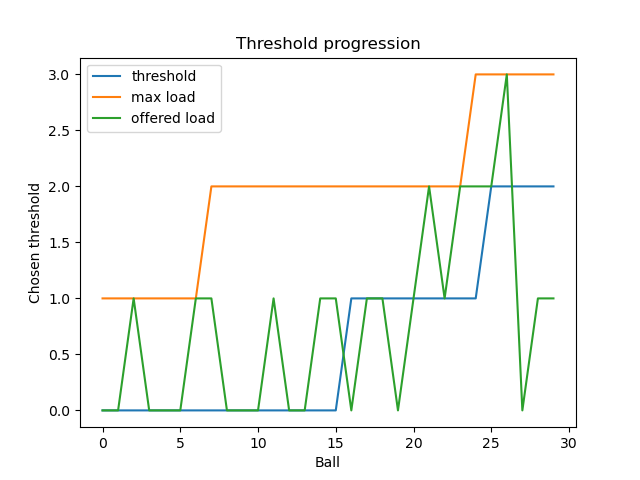 Threshold progression
threshold
max load
offered load
Chosen threshold
3.0
2.5
2.0
1.5
1.0
0.5
0.0
0 5 10 15 20 25 30
Ball